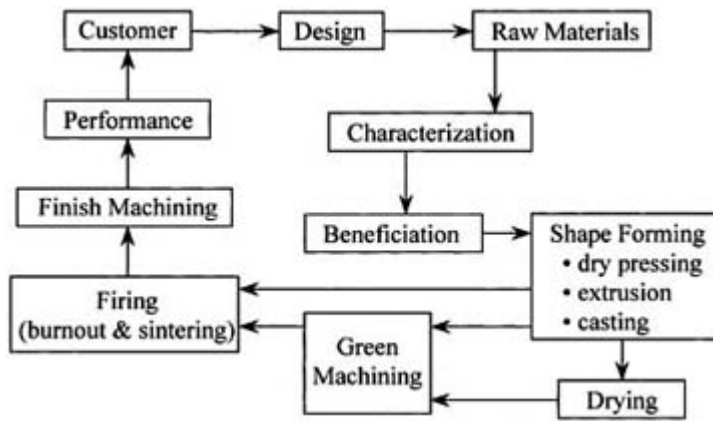 Customer
Design
Raw Materials
Performance
Characterization
Finish Machining
Beneficiation
Shape Forming
• dry pressing
• extrusion
• casting
Firing
(burnout & sintering)
Green
Machining
Drying